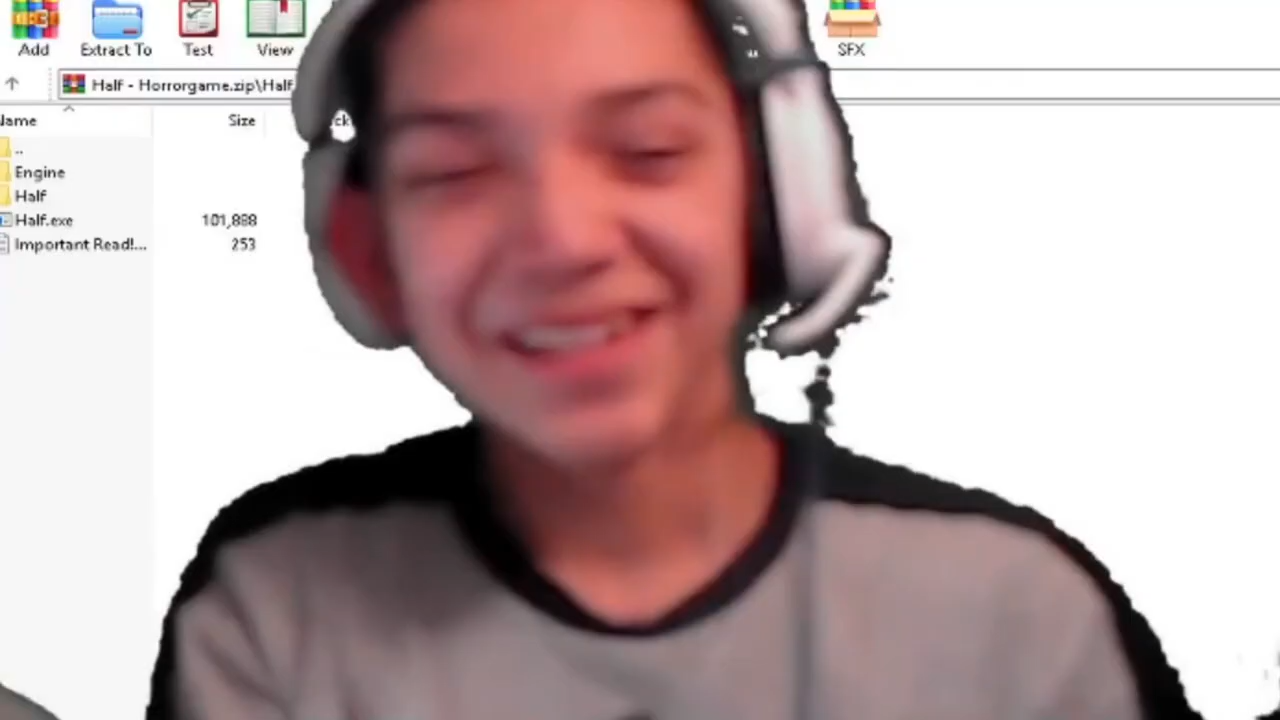 Add Extract To Test View SFX
Half - Horrorgame.zip\Half
Name Size
..
Engine
Half
Half.exe 101,888
Important Read!... 253